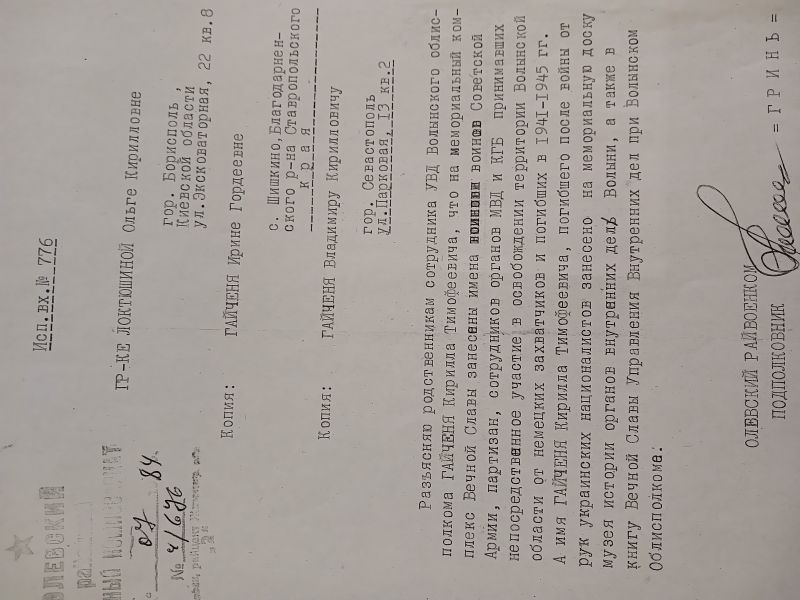 ОЛЕВСКИЙ
07 84
№ 4/676
Исп.вх.№ 776
ГР-КЕ ЛОКТЮШИНОЙ Ольге Кирилловне
гор. Борисполь ,
Киевской области
ул.Эксковаторная, 22 кв.8
Копия: ГАЙЧЕНЯ Ирине Гордеевне
с. Шишкино,Благодарнен-
ского р-на Ставропольского
к р а я
Копия: ГАЙЧЕНЯ Владимиру Кирилловичу
гор. Севастополь
ул.Парковая, 13 кв.2
Разъясняю родственникам сотрудника УВД Волынского облис-
полкома ГАЙЧЕНЯ Кирилла Тимофеевича, что на мемориальный ком-
плекс Вечной Славы занесены имена воинов Советской
Армии, партизан, сотрудников органов МВД и КГБ принимавших
непосредственное участие в освобождении территории Волынской
области от немецких захватчиков и погибших в 1941-1945 гг.
А имя ГАЙЧЕНЯ Кирилла Тимофеевича, погибшего после войны от
рук украинских националистов занесено на мемориальную доску
музея истории органов внутренних дел Волыни, а также в
книгу Вечной Славы Управления Внутренних дел при Волынском
Облисполкоме.
ОЛЕВСКИЙ РАЙВОЕНКОМ
ПОДПОЛКОВНИК = Г Р И Н Ь =